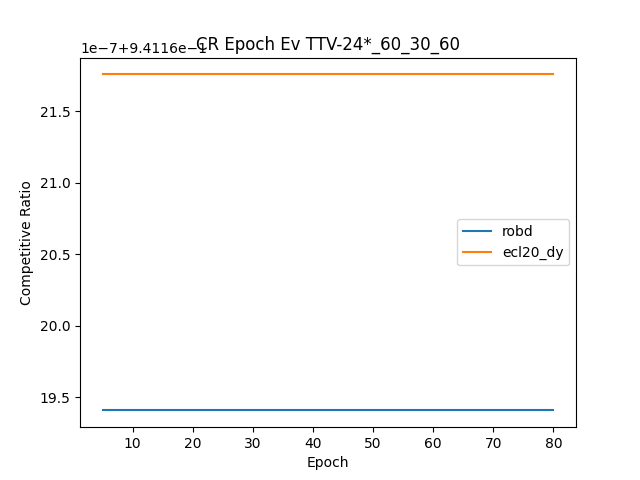 CR Epoch Ev TTV-24*_60_30_60
1e−7+9.4116e−1
21.5
21.0
20.5
20.0
19.5
Competitive Ratio
robd
ecl20_dy
10 20 30 40 50 60 70 80
Epoch